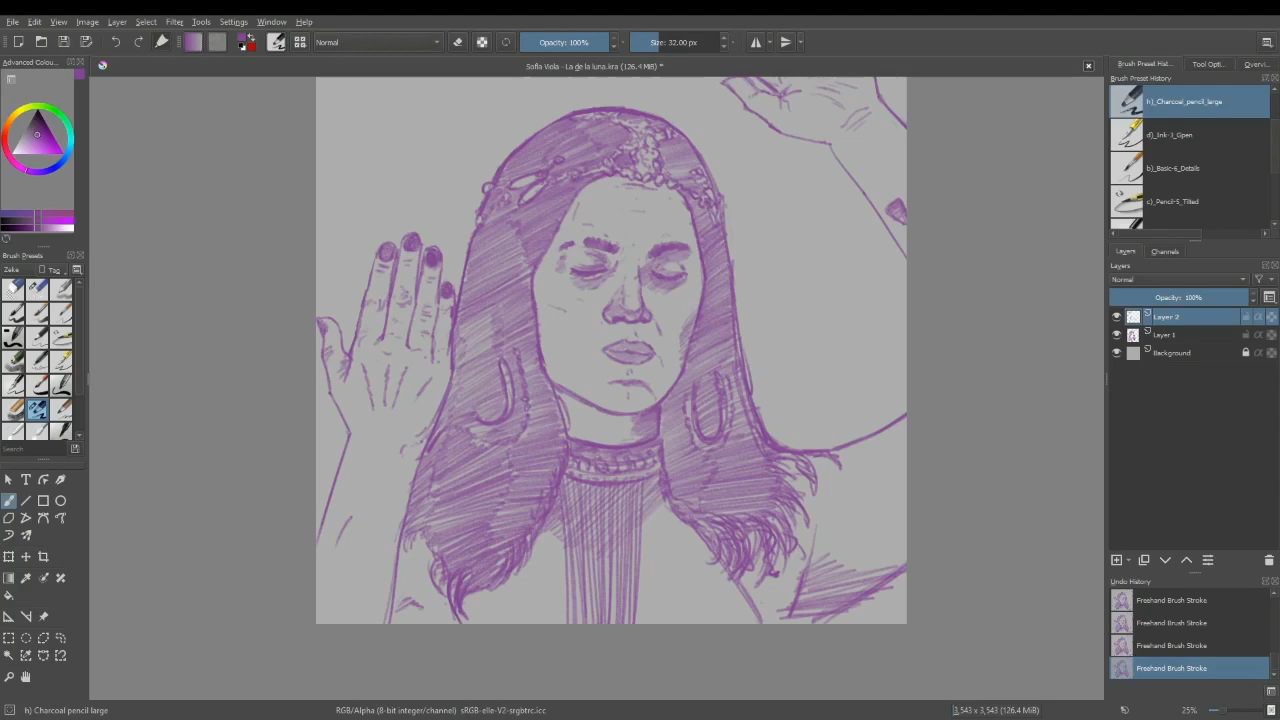 File Edit View Image Layer Select Filter Tools Settings Window Help
Normal Opacity: 100% Size: 32.00 px
Advanced Colou...
Sofia Viola - La de la luna.kra (126.4 MiB) *
Brush Preset Hist... Tool Opti... Overvi...
Brush Preset History
h)_Charcoal_pencil_large
d)_Ink-3_Gpen
b)_Basic-6_Details
c)_Pencil-5_Tilted
Layers Channels
Layers
Normal
Opacity: 100%
Layer 2
Layer 1
Background
Brush Presets
Zeke Tag
Search
Undo History
Freehand Brush Stroke
Freehand Brush Stroke
Freehand Brush Stroke
Freehand Brush Stroke
h) Charcoal pencil large RGB/Alpha (8-bit integer/channel) sRGB-elle-V2-srgbtrc.icc 3,543 x 3,543 (126.4 MiB) 25%